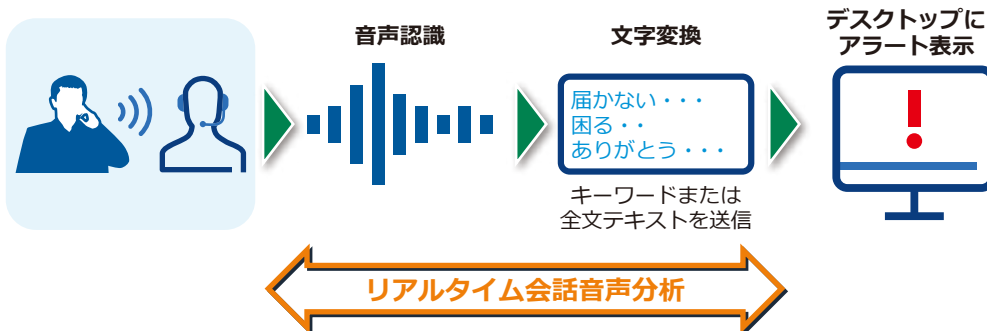 音声認識
文字変換
デスクトップに
アラート表示
届かない・・・
困る・・
ありがとう・・・
キーワードまたは
全文テキストを送信
リアルタイム会話音声分析